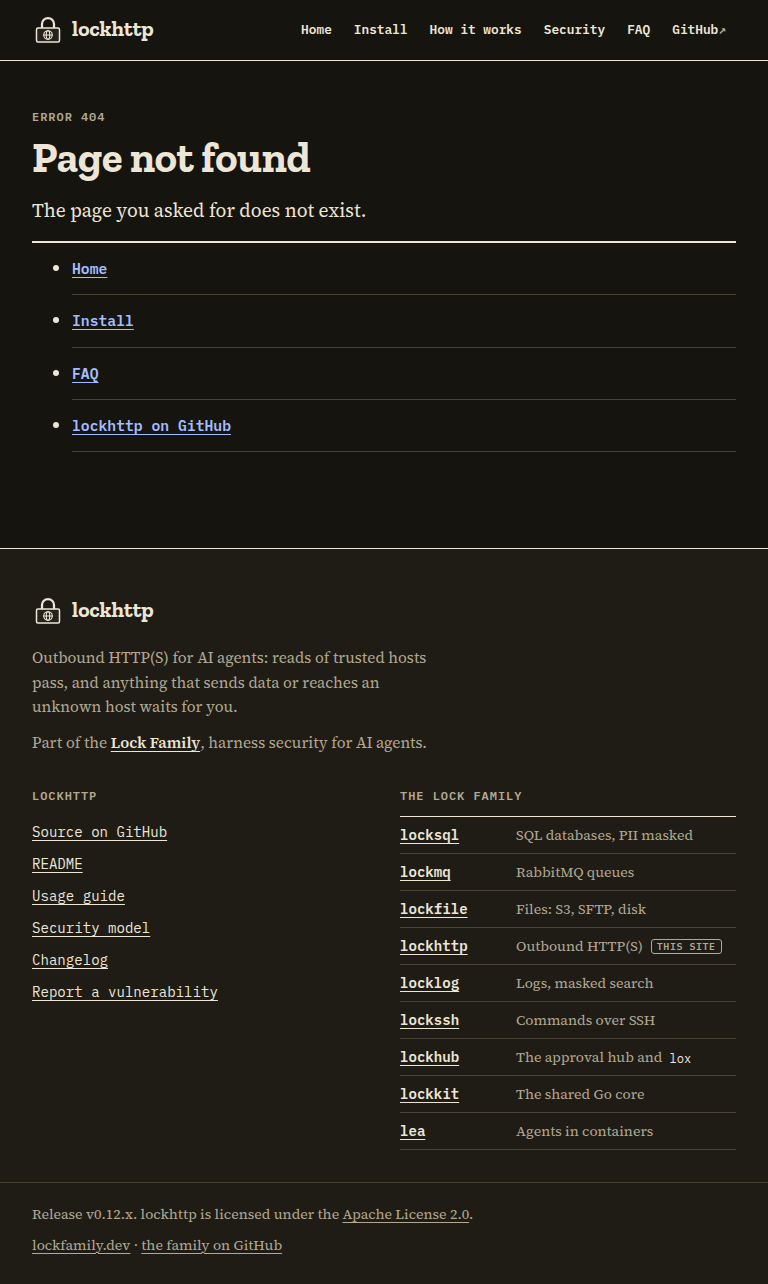 lockhttp
Home Install How it works Security FAQ GitHub↗
ERROR 404
Page not found
The page you asked for does not exist.
Home
Install
FAQ
lockhttp on GitHub
lockhttp
Outbound HTTP(S) for AI agents: reads of trusted hosts
pass, and anything that sends data or reaches an
unknown host waits for you.
Part of the Lock Family, harness security for AI agents.
LOCKHTTP
Source on GitHub
README
Usage guide
Security model
Changelog
Report a vulnerability
THE LOCK FAMILY
locksql SQL databases, PII masked
lockmq RabbitMQ queues
lockfile Files: S3, SFTP, disk
lockhttp Outbound HTTP(S) THIS SITE
locklog Logs, masked search
lockssh Commands over SSH
lockhub The approval hub and lox
lockkit The shared Go core
lea Agents in containers
Release v0.12.x. lockhttp is licensed under the Apache License 2.0.
lockfamily.dev · the family on GitHub